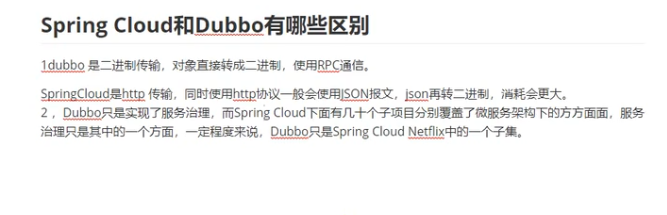 Spring Cloud和Dubbo有哪些区别
1dubbo 是二进制传输，对象直接转成二进制，使用RPC通信。
SpringCloud是http 传输，同时使用http协议一般会使用JSON报文，json再转二进制，消耗会更大。
2 ，Dubbo只是实现了服务治理，而Spring Cloud下面有几十个子项目分别覆盖了微服务架构下的方方面面，服务
治理只是其中的一个方面，一定程度来说，Dubbo只是Spring Cloud Netflix中的一个子集。